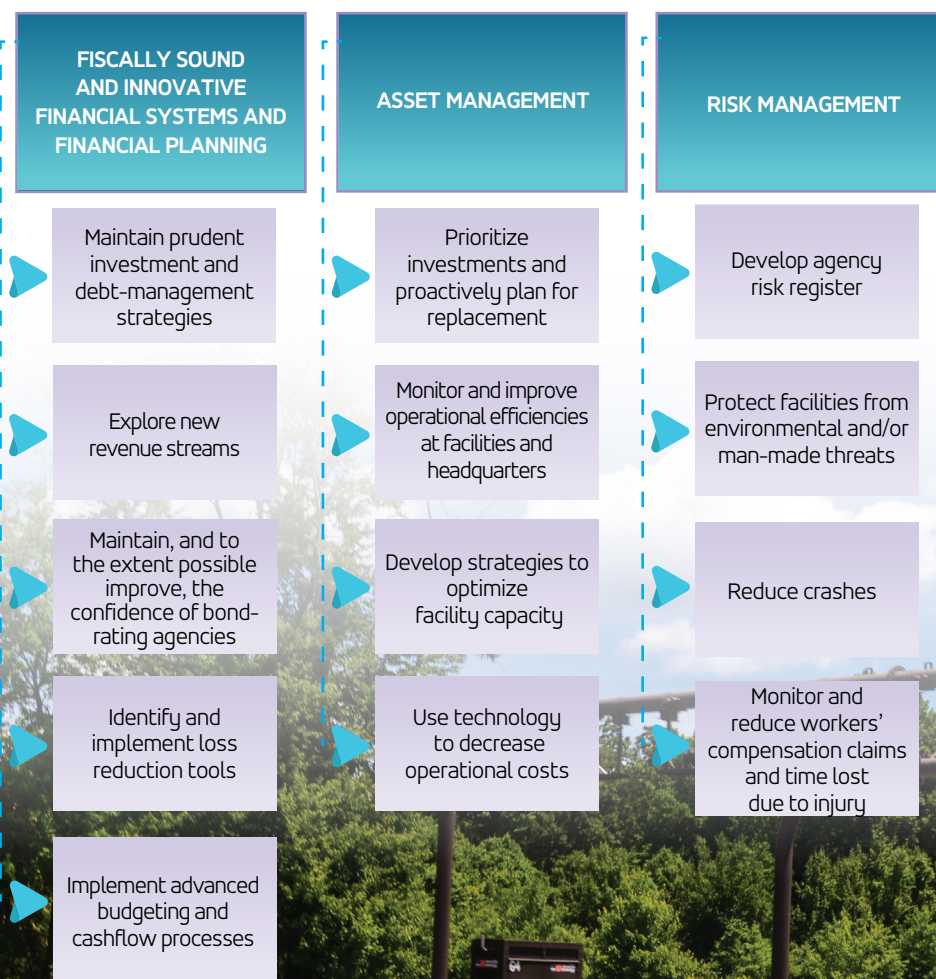 FISCALLY SOUND
AND INNOVATIVE
FINANCIAL SYSTEMS AND
FINANCIAL PLANNING
Maintain prudent
investment and
debt-management
strategies
Explore new
revenue streams
Maintain, and to
the extent possible
improve, the
confidence of bond-
rating agencies
Identify and
implement loss
reduction tools
Implement advanced
budgeting and
cashflow processes
ASSET MANAGEMENT
Prioritize
investments and
proactively plan for
replacement
Monitor and improve
operational efficiencies
at facilities and
headquarters
Develop strategies to
optimize
facility capacity
Use technology
to decrease
operational costs
RISK MANAGEMENT
Develop agency
risk register
Protect facilities from
environmental and/or
man-made threats
Reduce crashes
Monitor and
reduce workers’
compensation claims
and time lost
due to injury
64